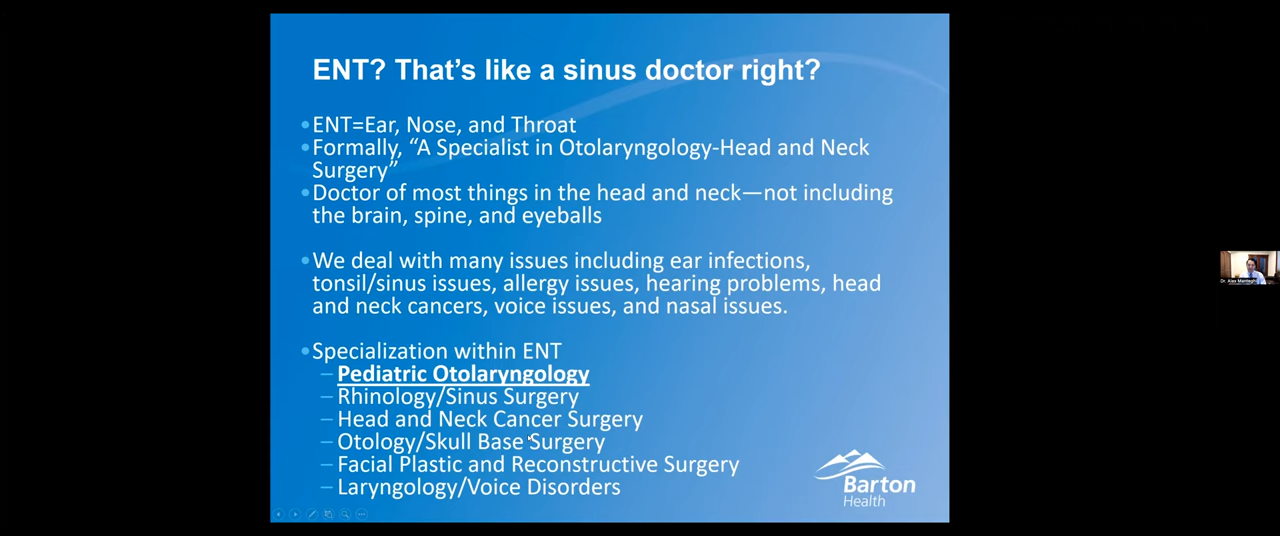 ENT? That’s like a sinus doctor right?
•ENT=Ear, Nose, and Throat
•Formally, “A Specialist in Otolaryngology-Head and Neck
Surgery”
•Doctor of most things in the head and neck—not including
the brain, spine, and eyeballs
•We deal with many issues including ear infections,
tonsil/sinus issues, allergy issues, hearing problems, head
and neck cancers, voice issues, and nasal issues.
•Specialization within ENT
– Pediatric Otolaryngology
– Rhinology/Sinus Surgery
– Head and Neck Cancer Surgery
– Otology/Skull Base Surgery
– Facial Plastic and Reconstructive Surgery
– Laryngology/Voice Disorders
Barton
Health
Dr. Alex